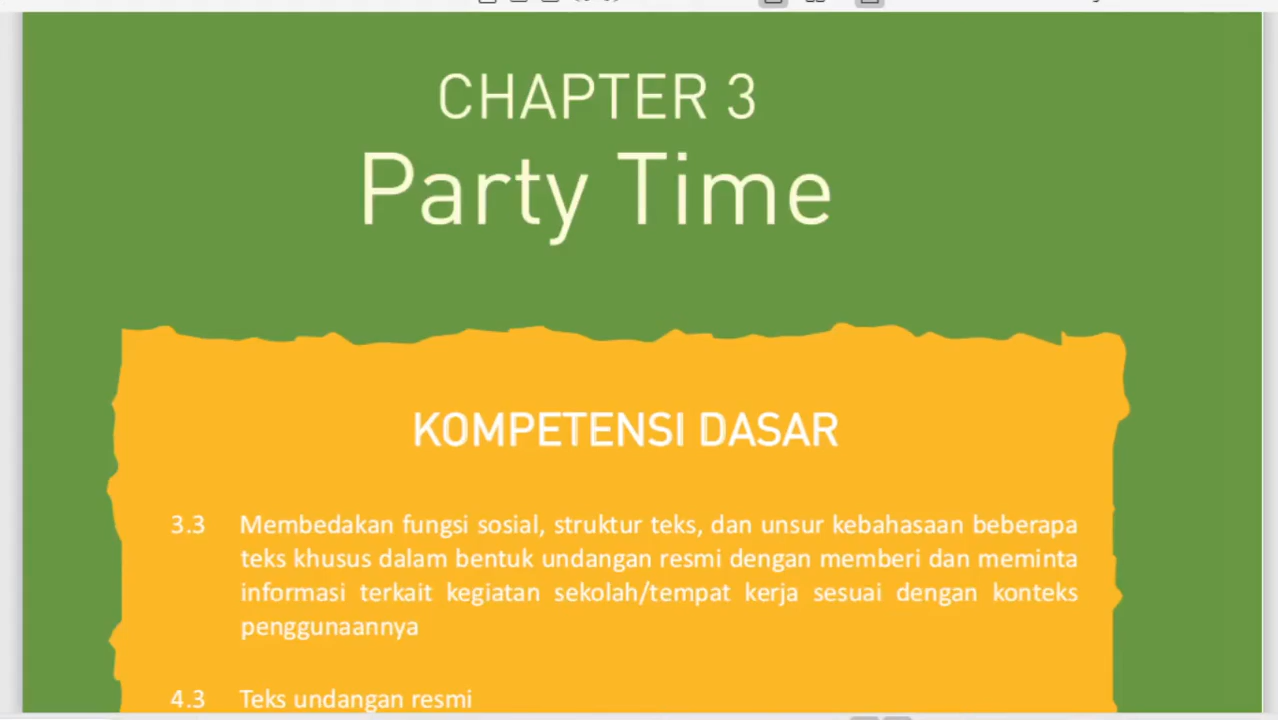 CHAPTER 3
Party Time
KOMPETENSI DASAR
3.3 Membedakan fungsi sosial, struktur teks, dan unsur kebahasaan beberapa
teks khusus dalam bentuk undangan resmi dengan memberi dan meminta
informasi terkait kegiatan sekolah/tempat kerja sesuai dengan konteks
penggunaannya
4.3 Teks undangan resmi